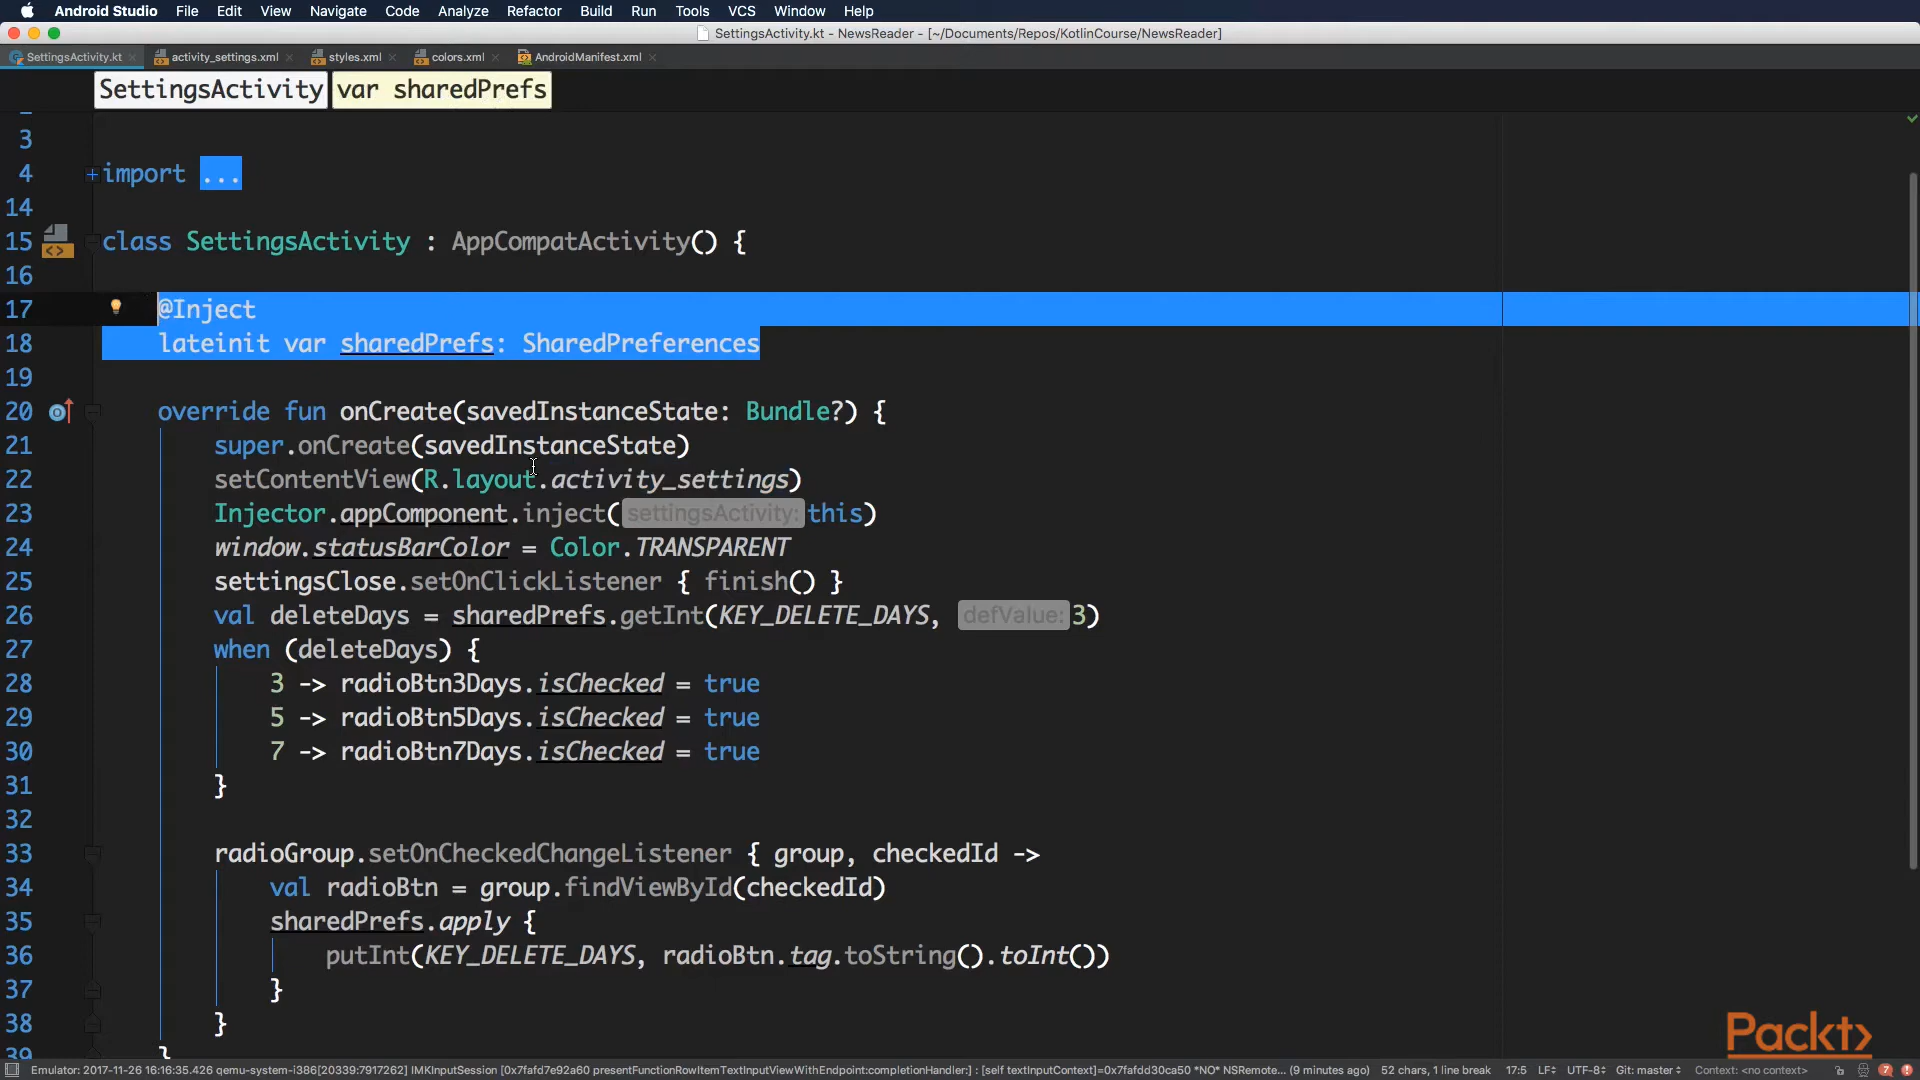 Android Studio File Edit View Navigate Code Analyze Refactor Build Run Tools VCS Window Help
SettingsActivity.kt - NewsReader - [~/Documents/Repos/KotlinCourse/NewsReader]
SettingsActivity.kt activity_settings.xml styles.xml colors.xml AndroidManifest.xml
SettingsActivity var sharedPrefs
3
4 import ...
14
15 class SettingsActivity : AppCompatActivity() {
16
17 @Inject
18 lateinit var sharedPrefs: SharedPreferences
19
20 override fun onCreate(savedInstanceState: Bundle?) {
21 super.onCreate(savedInstanceState)
22 setContentView(R.layout.activity_settings)
23 Injector.appComponent.inject( settingsActivity: this)
24 window.statusBarColor = Color.TRANSPARENT
25 settingsClose.setOnClickListener { finish() }
26 val deleteDays = sharedPrefs.getInt(KEY_DELETE_DAYS, defValue: 3)
27 when (deleteDays) {
28 3 -> radioBtn3Days.isChecked = true
29 5 -> radioBtn5Days.isChecked = true
30 7 -> radioBtn7Days.isChecked = true
31 }
32
33 radioGroup.setOnCheckedChangeListener { group, checkedId ->
34 val radioBtn = group.findViewById(checkedId)
35 sharedPrefs.apply {
36 putInt(KEY_DELETE_DAYS, radioBtn.tag.toString().toInt())
37 }
38 }
39 }
Packt>
Emulator: 2017-11-26 16:16:35.426 qemu-system-i386[20339:7917262] IMKInputSession [0x7fafd7e92a60 presentFunctionRowItemTextInputViewWithEndpoint:completionHandler:] : [self textInputContext]=0x7fafdd30ca50 *NO* NSRemote... (9 minutes ago) 52 chars, 1 line break 17:5 LF÷ UTF-8÷ Git: master÷ Context: <no context> 7